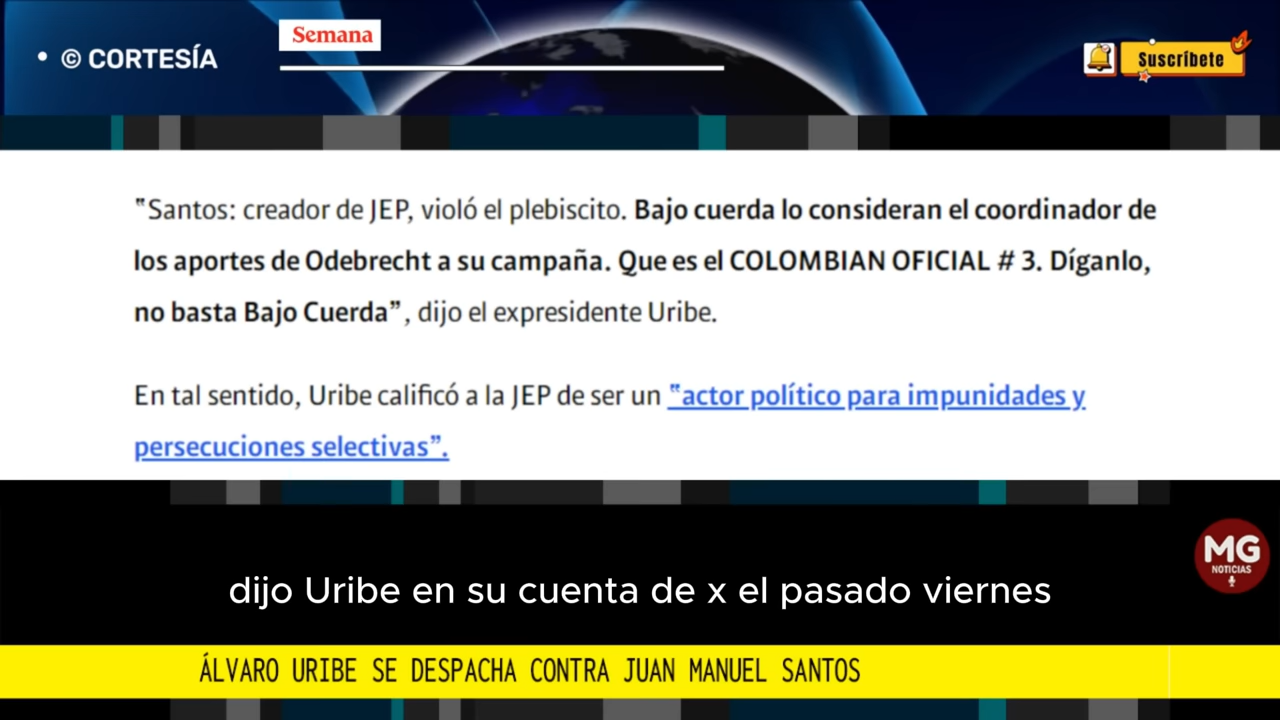 • © CORTESÍA
Semana
Suscríbete
"Santos: creador de JEP, violó el plebiscito. Bajo cuerda lo consideran el coordinador de
los aportes de Odebrecht a su campaña. Que es el COLOMBIAN OFICIAL # 3. Díganlo,
no basta Bajo Cuerda", dijo el expresidente Uribe.
En tal sentido, Uribe calificó a la JEP de ser un "actor político para impunidades y
persecuciones selectivas".
MG
NOTICIAS
dijo Uribe en su cuenta de x el pasado viernes
ÁLVARO URIBE SE DESPACHA CONTRA JUAN MANUEL SANTOS